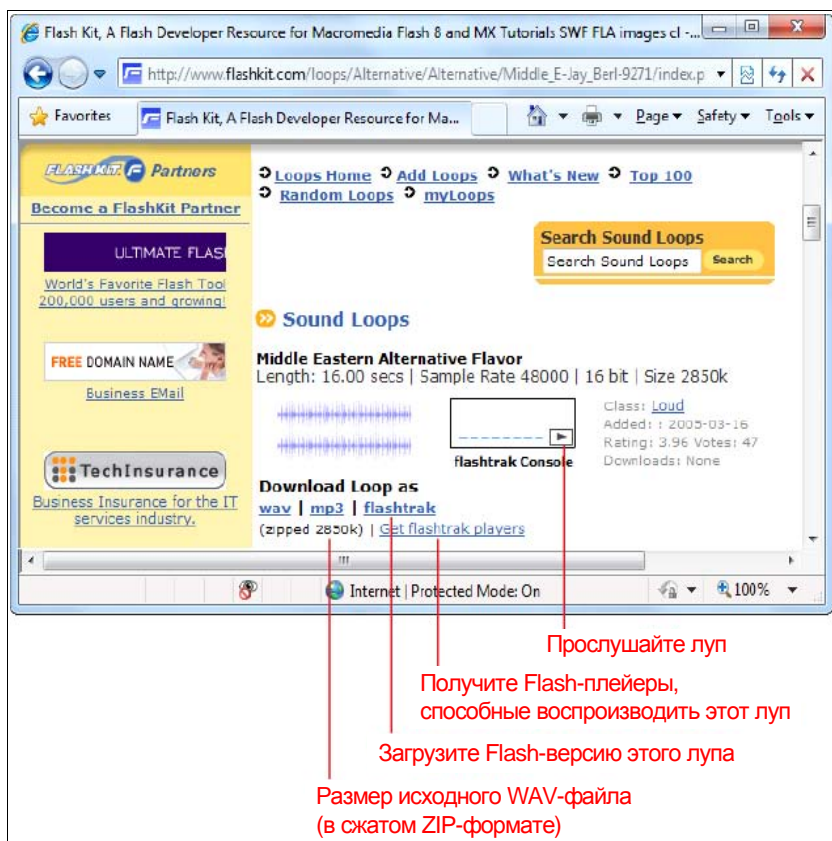 Flash Kit, A Flash Developer Resource for Macromedia Flash 8 and MX Tutorials SWF FLA images cl -...
http://www.flashkit.com/loops/Alternative/Alternative/Middle_E-Jay_Berl-9271/index.p
Favorites
Flash Kit, A Flash Developer Resource for Ma...
Page Safety Tools
FLASH KIT. Partners
Become a FlashKit Partner
ULTIMATE FLAS
World's Favorite Flash Tool
200,000 users and growing!
FREE DOMAIN NAME
Business EMail
TechInsurance
Business Insurance for the IT
services industry.
Loops Home Add Loops What's New Top 100
Random Loops myLoops
Search Sound Loops
Search Sound Loops Search
Sound Loops
Middle Eastern Alternative Flavor
Length: 16.00 secs | Sample Rate 48000 | 16 bit | Size 2850k
flashtrak Console
Class: Loud
Added: : 2005-03-16
Rating: 3.96 Votes: 47
Downloads: None
Download Loop as
wav | mp3 | flashtrak
(zipped 2850k) | Get flashtrak players
Internet | Protected Mode: On
100%
Прослушайте луп
Получите Flash-плейеры,
способные воспроизводить этот луп
Загрузите Flash-версию этого лупа
Размер исходного WAV-файла
(в сжатом ZIP-формате)